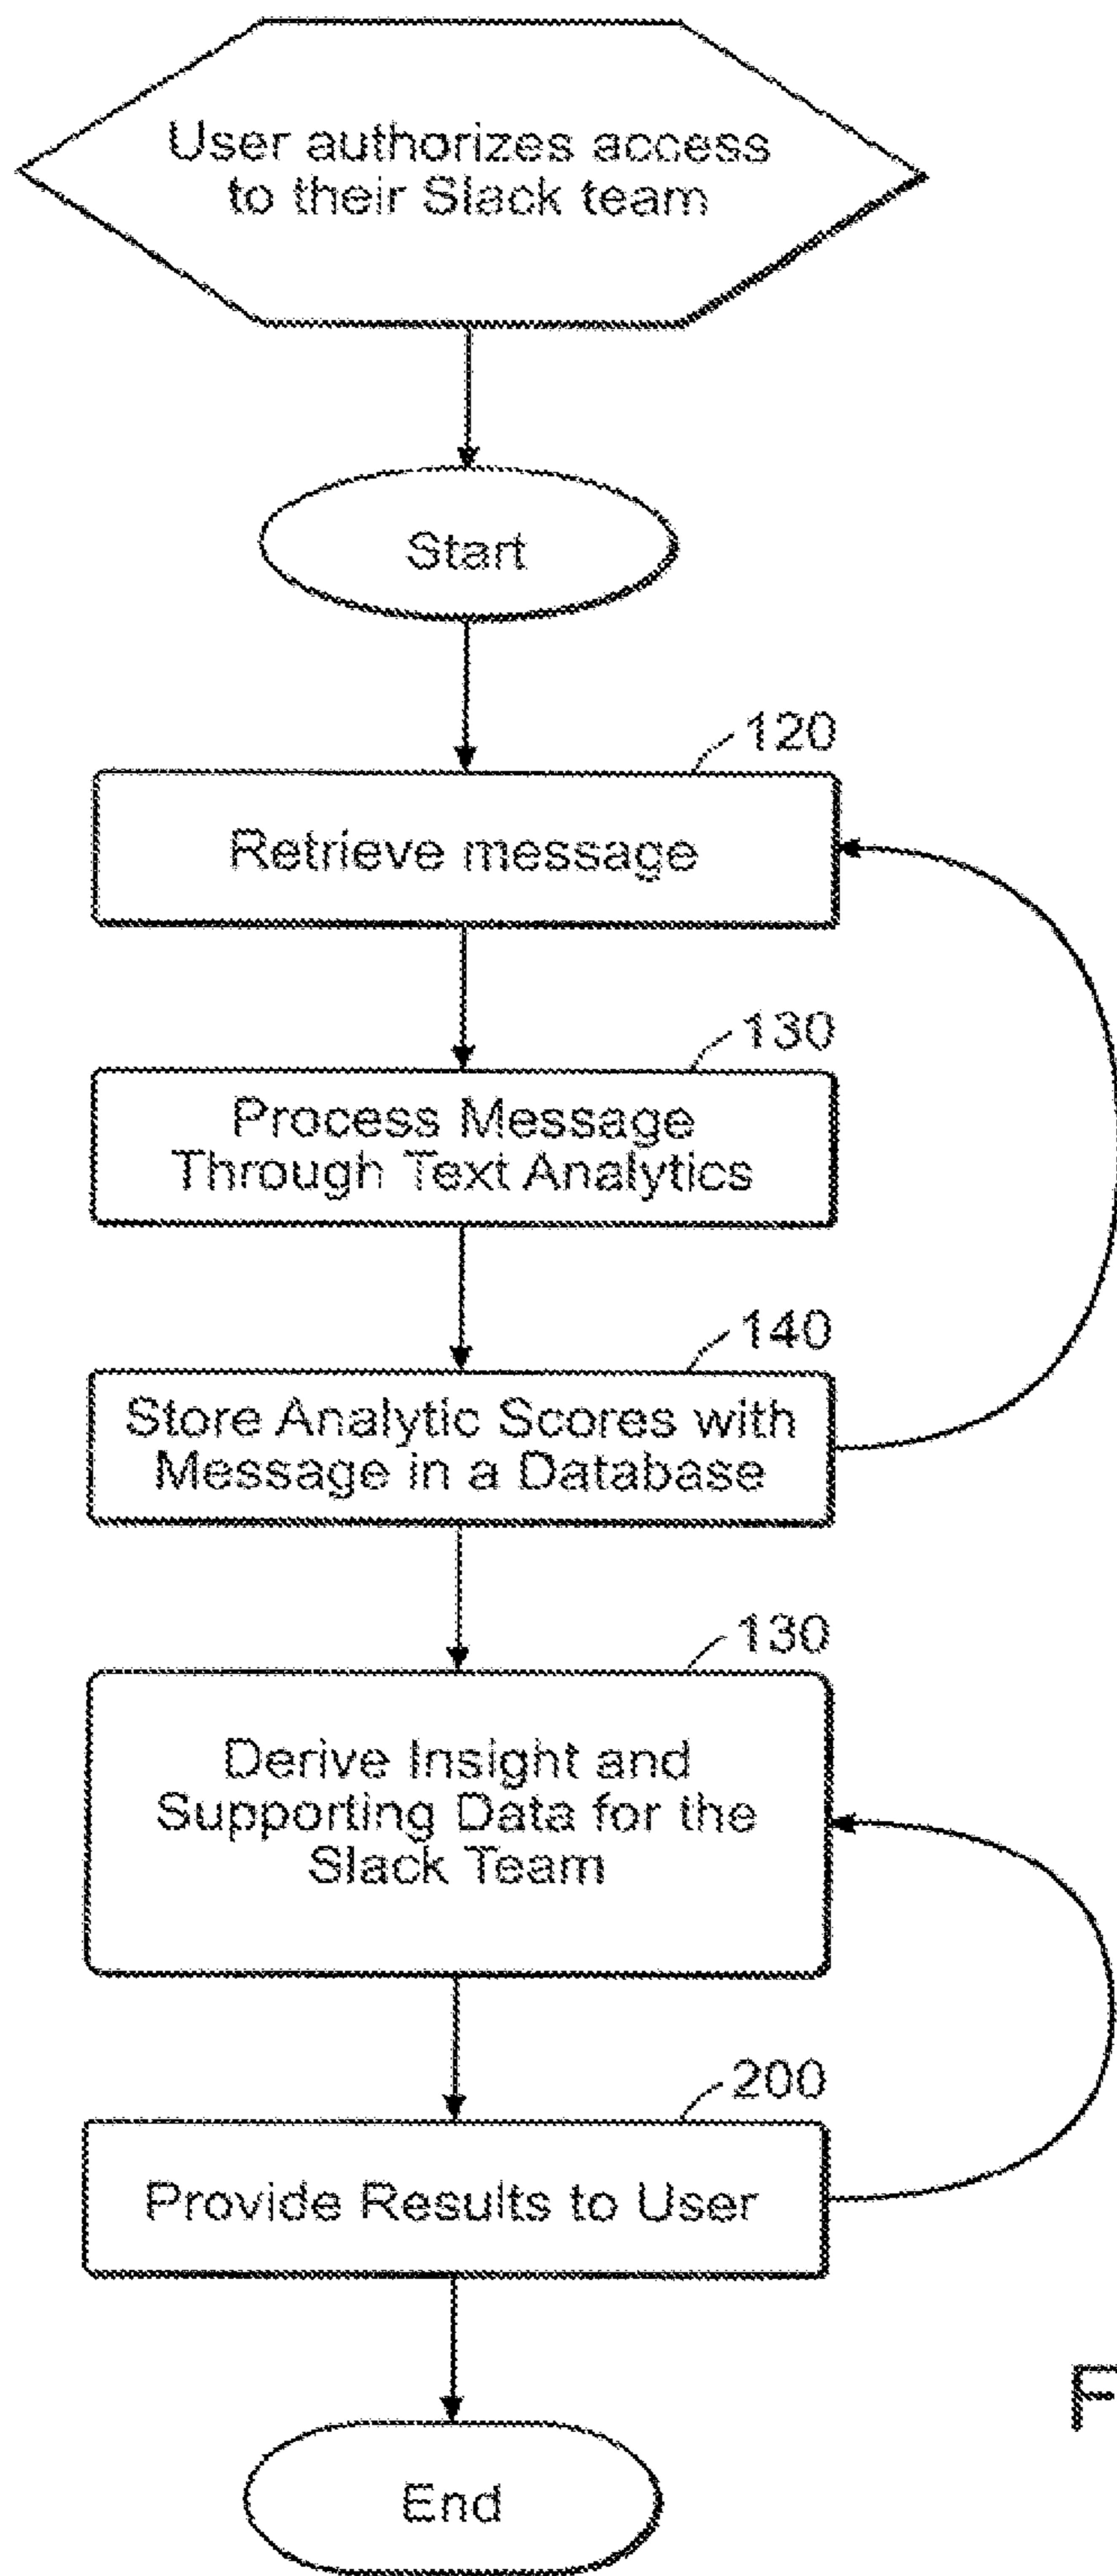 User authorizes access
to their Slack team
Start
120
Retrieve message
130
Process Message
Through Text Analytics
140
Store Analytic Scores with
Message in a Database
130
Derive Insight and
Supporting Data for the
Slack Team
200
Provide Results to User
F
End